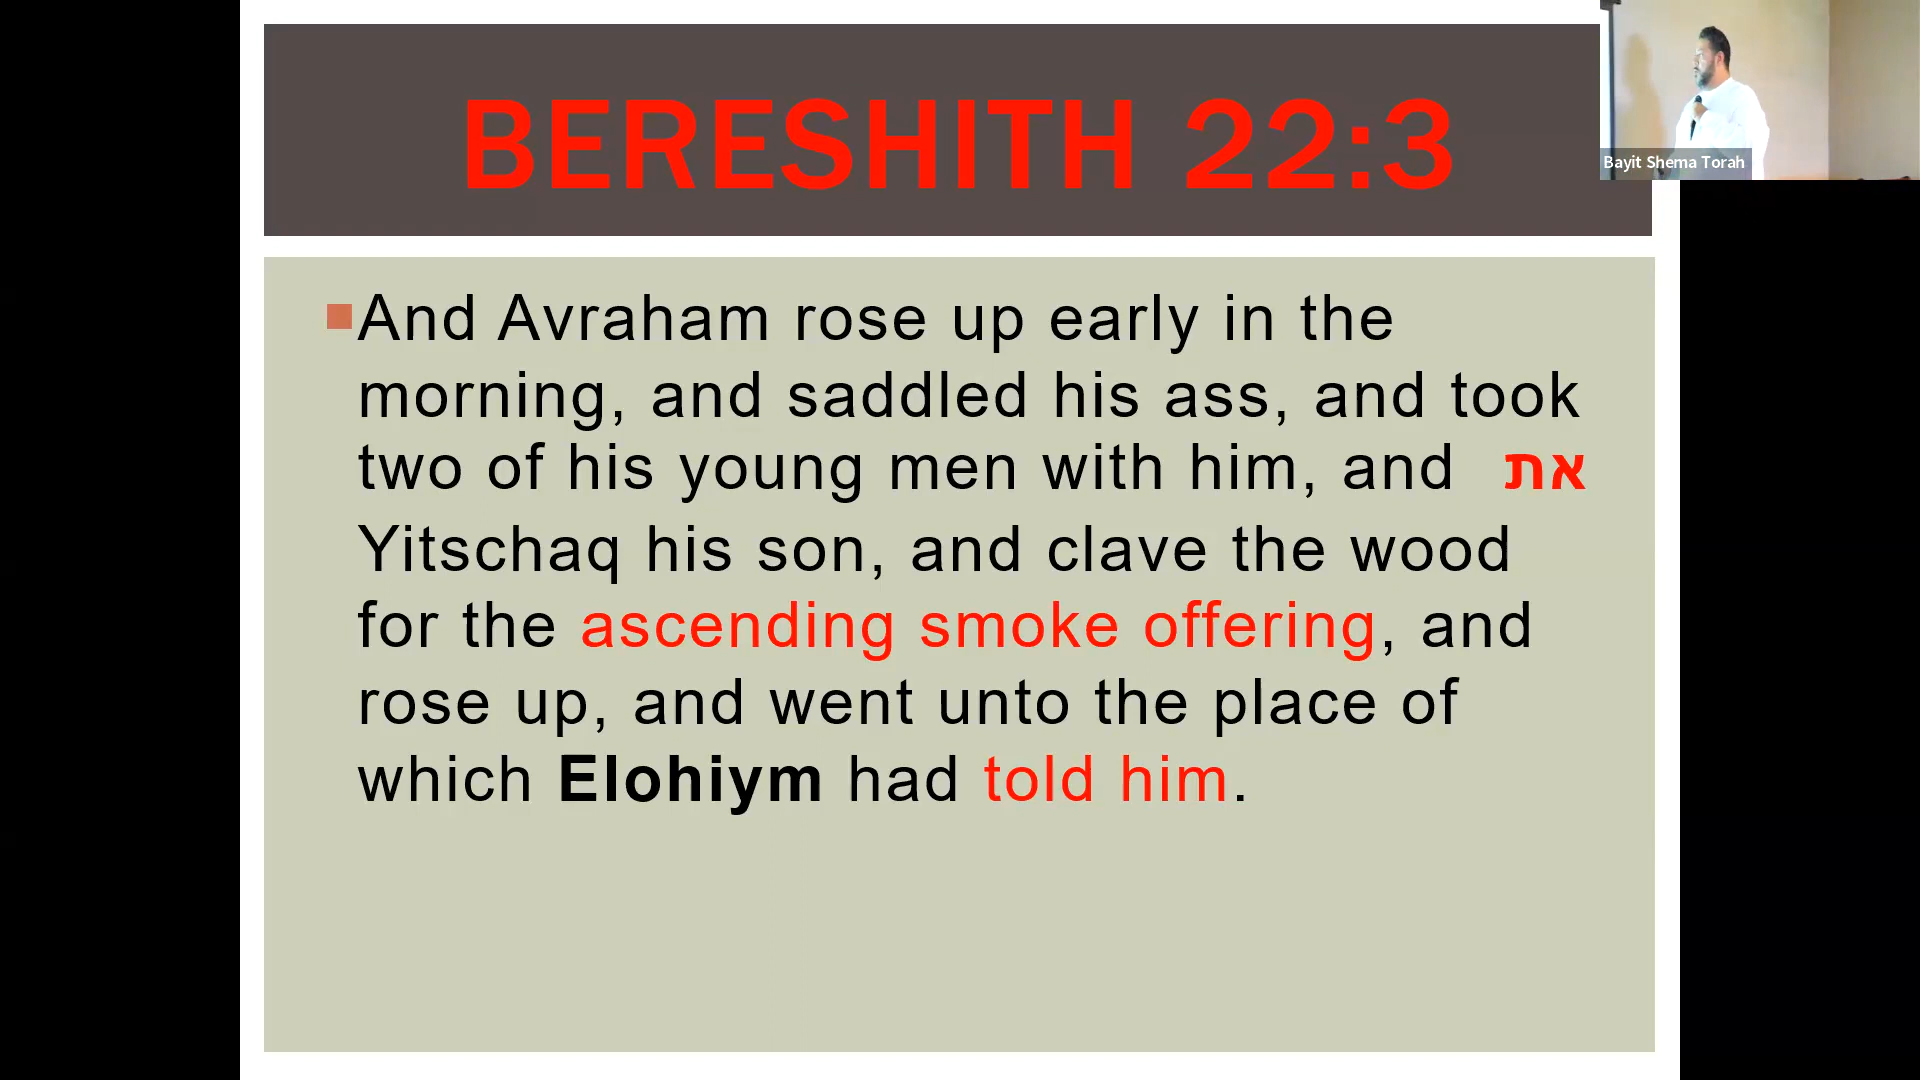 BERESHITH 22:3
Bayit Shema Torah
And Avraham rose up early in the
morning, and saddled his ass, and took
two of his young men with him, and את
Yitschaq his son, and clave the wood
for the ascending smoke offering, and
rose up, and went unto the place of
which Elohiym had told him.